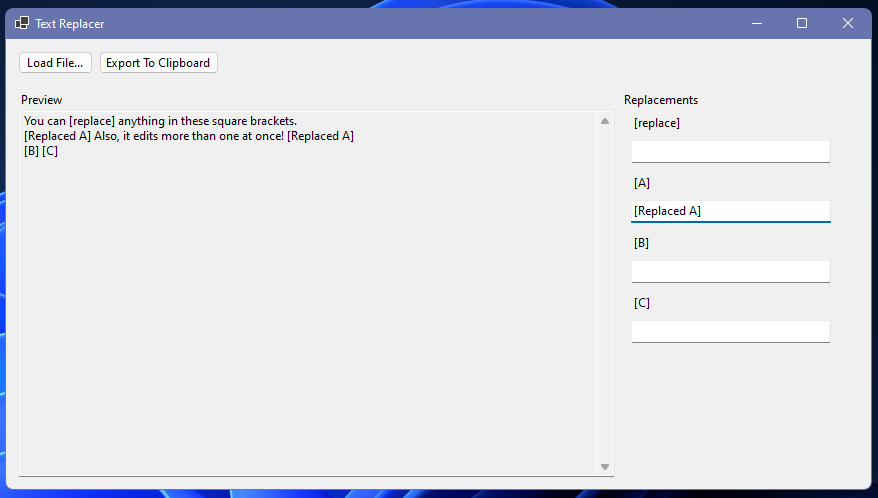 Text Replacer
Load File...
Export To Clipboard
Preview
You can [replace] anything in these square brackets.
[Replaced A] Also, it edits more than one at once! [Replaced A]
[B] [C]
Replacements
[replace]
[A]
[Replaced A]
[B]
[C]